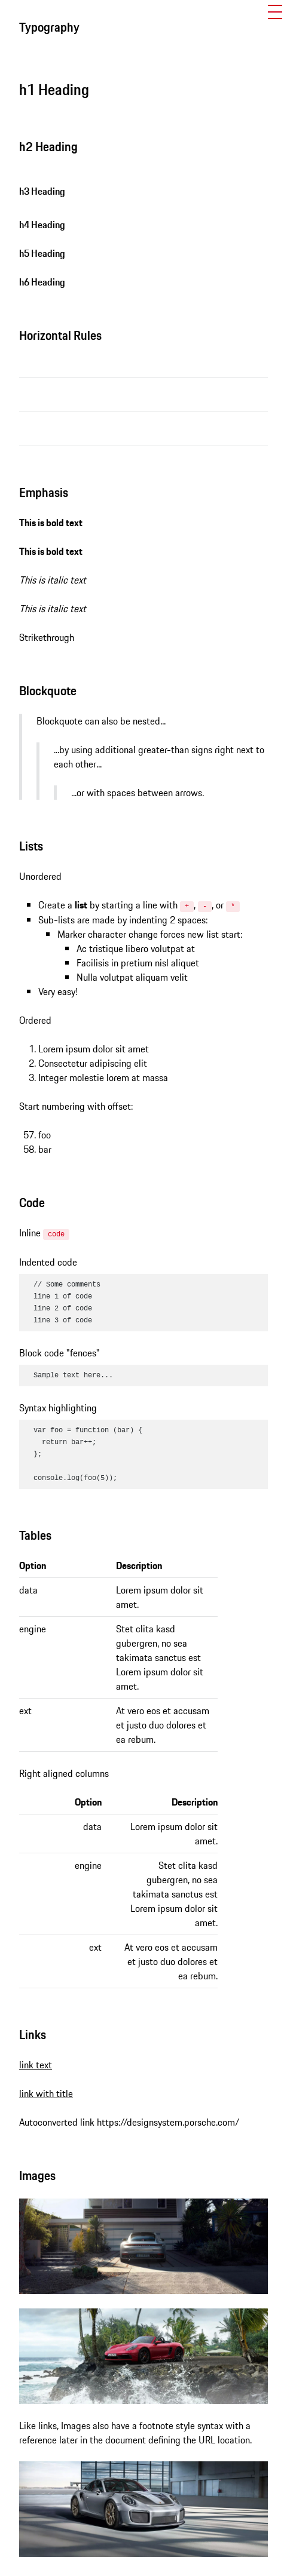 Typography
h1 Heading
h2 Heading
h3 Heading
h4 Heading
h5 Heading
h6 Heading
Horizontal Rules
Emphasis
This is bold text
This is bold text
This is italic text
This is italic text
Strikethrough
Blockquote
Blockquote can also be nested...
...by using additional greater-than signs right next to
each other...
...or with spaces between arrows.
Lists
Unordered
Create a list by starting a line with +, -, or *
Sub-lists are made by indenting 2 spaces:
Marker character change forces new list start:
Ac tristique libero volutpat at
Facilisis in pretium nisl aliquet
Nulla volutpat aliquam velit
Very easy!
Ordered
1. Lorem ipsum dolor sit amet
2. Consectetur adipiscing elit
3. Integer molestie lorem at massa
Start numbering with offset:
57. foo
58. bar
Code
Inline code
Indented code
// Some comments
line 1 of code
line 2 of code
line 3 of code
Block code "fences"
Sample text here...
Syntax highlighting
var foo = function (bar) {
return bar++;
};
console.log(foo(5));
Tables
Option Description
data Lorem ipsum dolor sit
amet.
engine Stet clita kasd
gubergren, no sea
takimata sanctus est
Lorem ipsum dolor sit
amet.
ext At vero eos et accusam
et justo duo dolores et
ea rebum.
Right aligned columns
Option Description
data Lorem ipsum dolor sit
amet.
engine Stet clita kasd
gubergren, no sea
takimata sanctus est
Lorem ipsum dolor sit
amet.
ext At vero eos et accusam
et justo duo dolores et
ea rebum.
Links
link text
link with title
Autoconverted link https://designsystem.porsche.com/
Images
Like links, Images also have a footnote style syntax with a
reference later in the document defining the URL location.